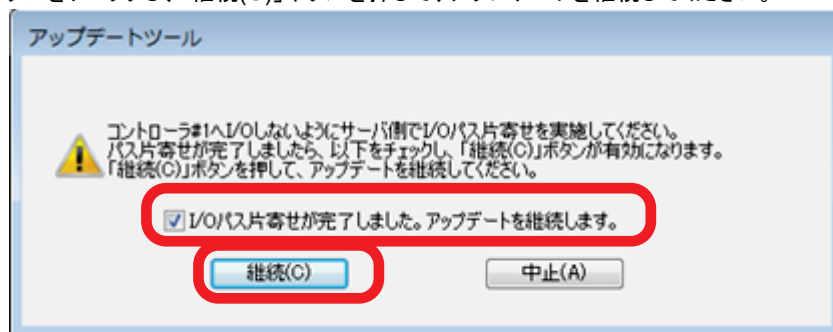 アップデートツール
コントローラ#1へI/Oしないようにサーバ側でI/Oパス片寄せを実施してください。
パス片寄せが完了しましたら、以下をチェックし、「継続(C)」ボタンが有効になります。
「継続(C)」ボタンを押して、アップデートを継続してください。
I/Oパス片寄せが完了しました。アップデートを継続します。
継続(C)
中止(A)